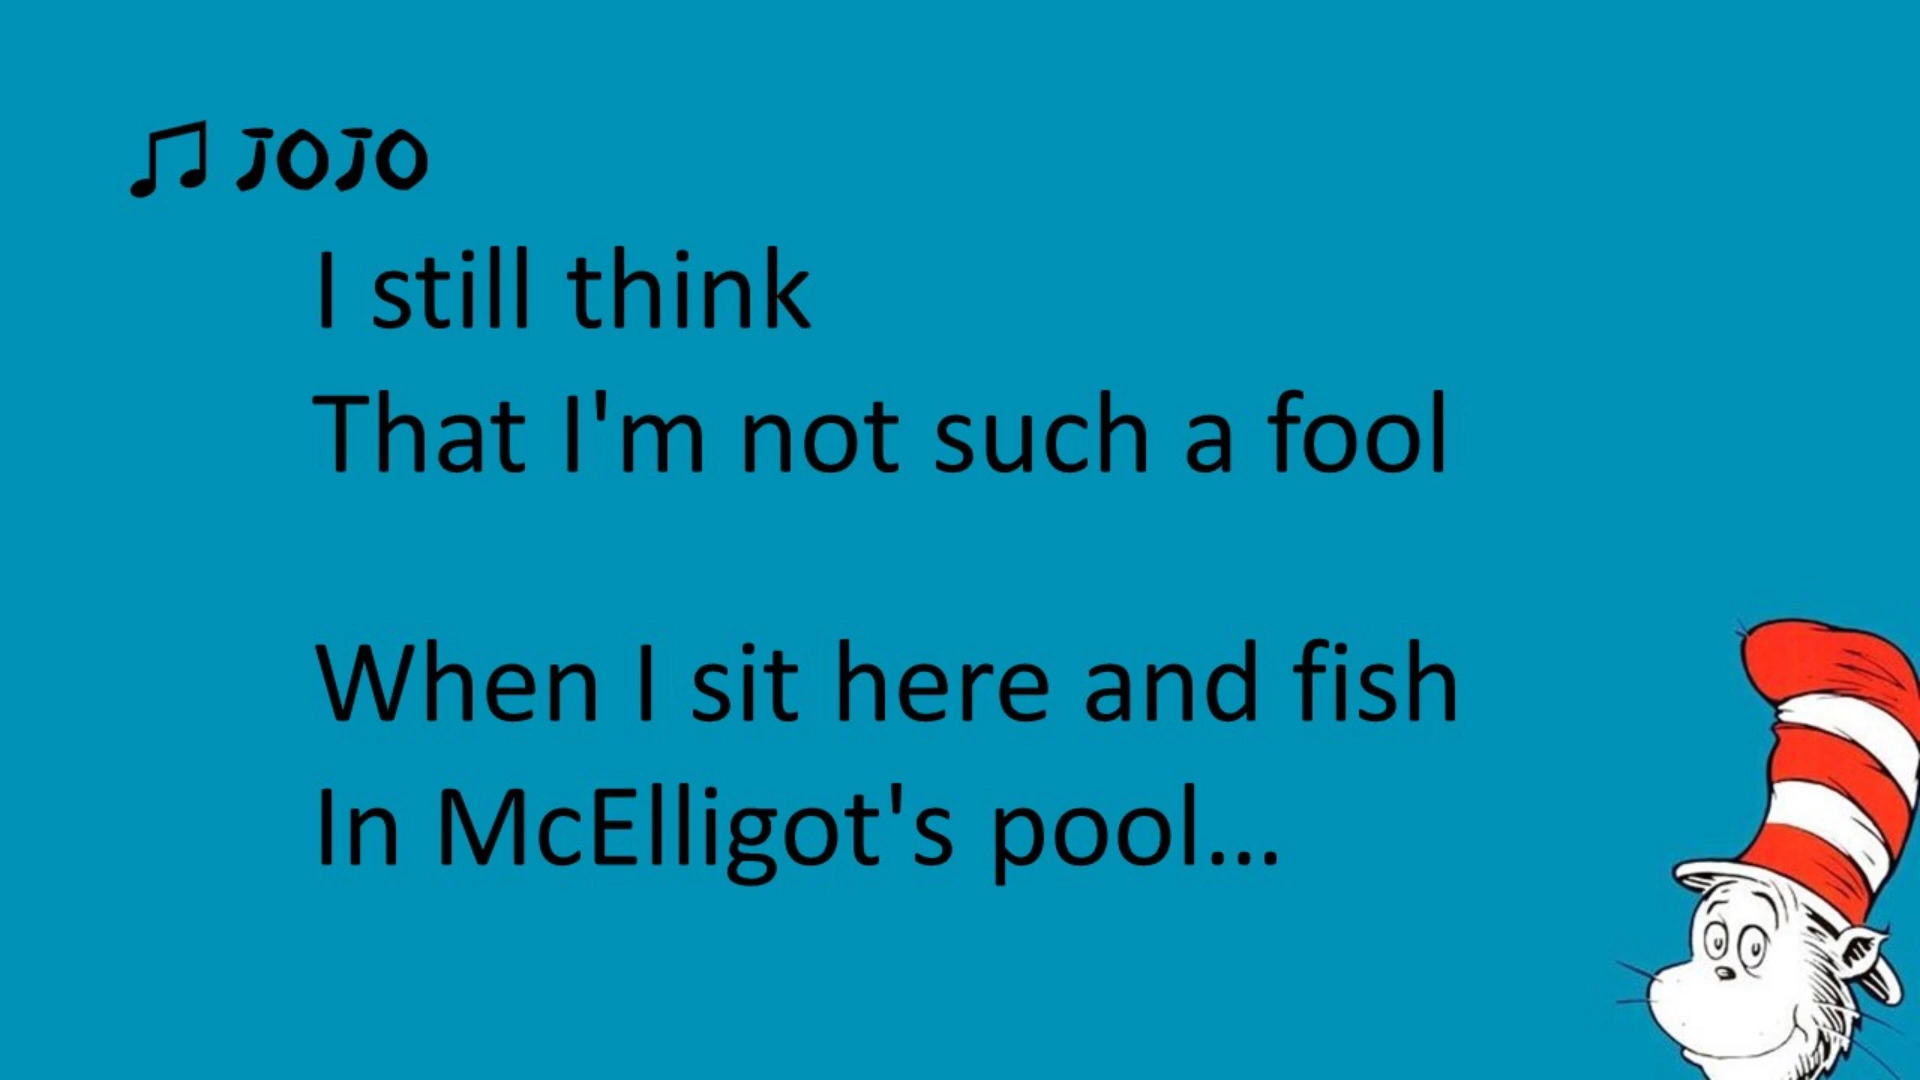 ♫ JOJO
I still think
That I'm not such a fool
When I sit here and fish
In McElligot's pool...